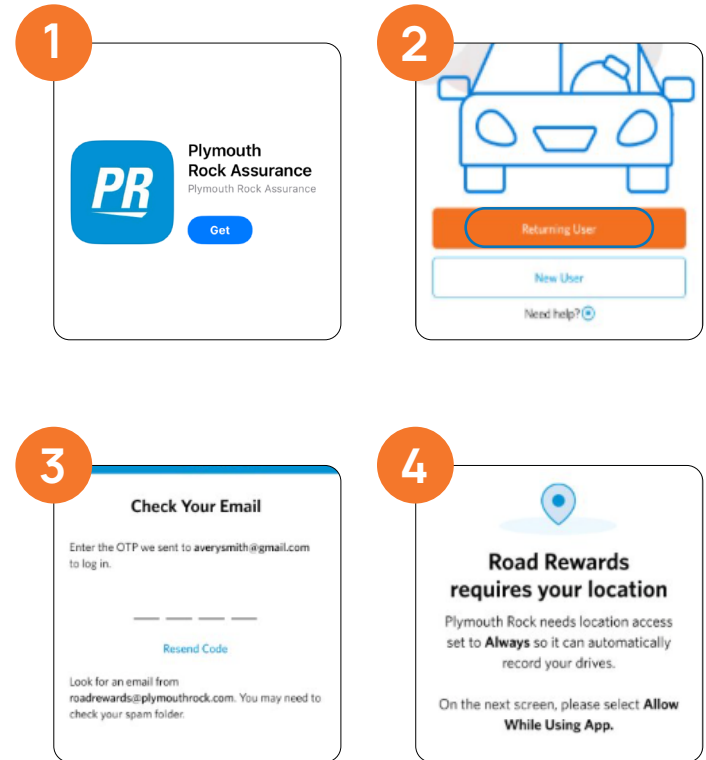 1
PR
Plymouth
Rock Assurance
Plymouth Rock Assurance
Get
2
Returning User
New User
Need help?
3
Check Your Email
Enter the OTP we sent to averysmith@gmail.com
to log in.
Resend Code
Look for an email from
roadrewards@plymouthrock.com. You may need to
check your spam folder.
4
Road Rewards
requires your location
Plymouth Rock needs location access
set to Always so it can automatically
record your drives.
On the next screen, please select Allow
While Using App.